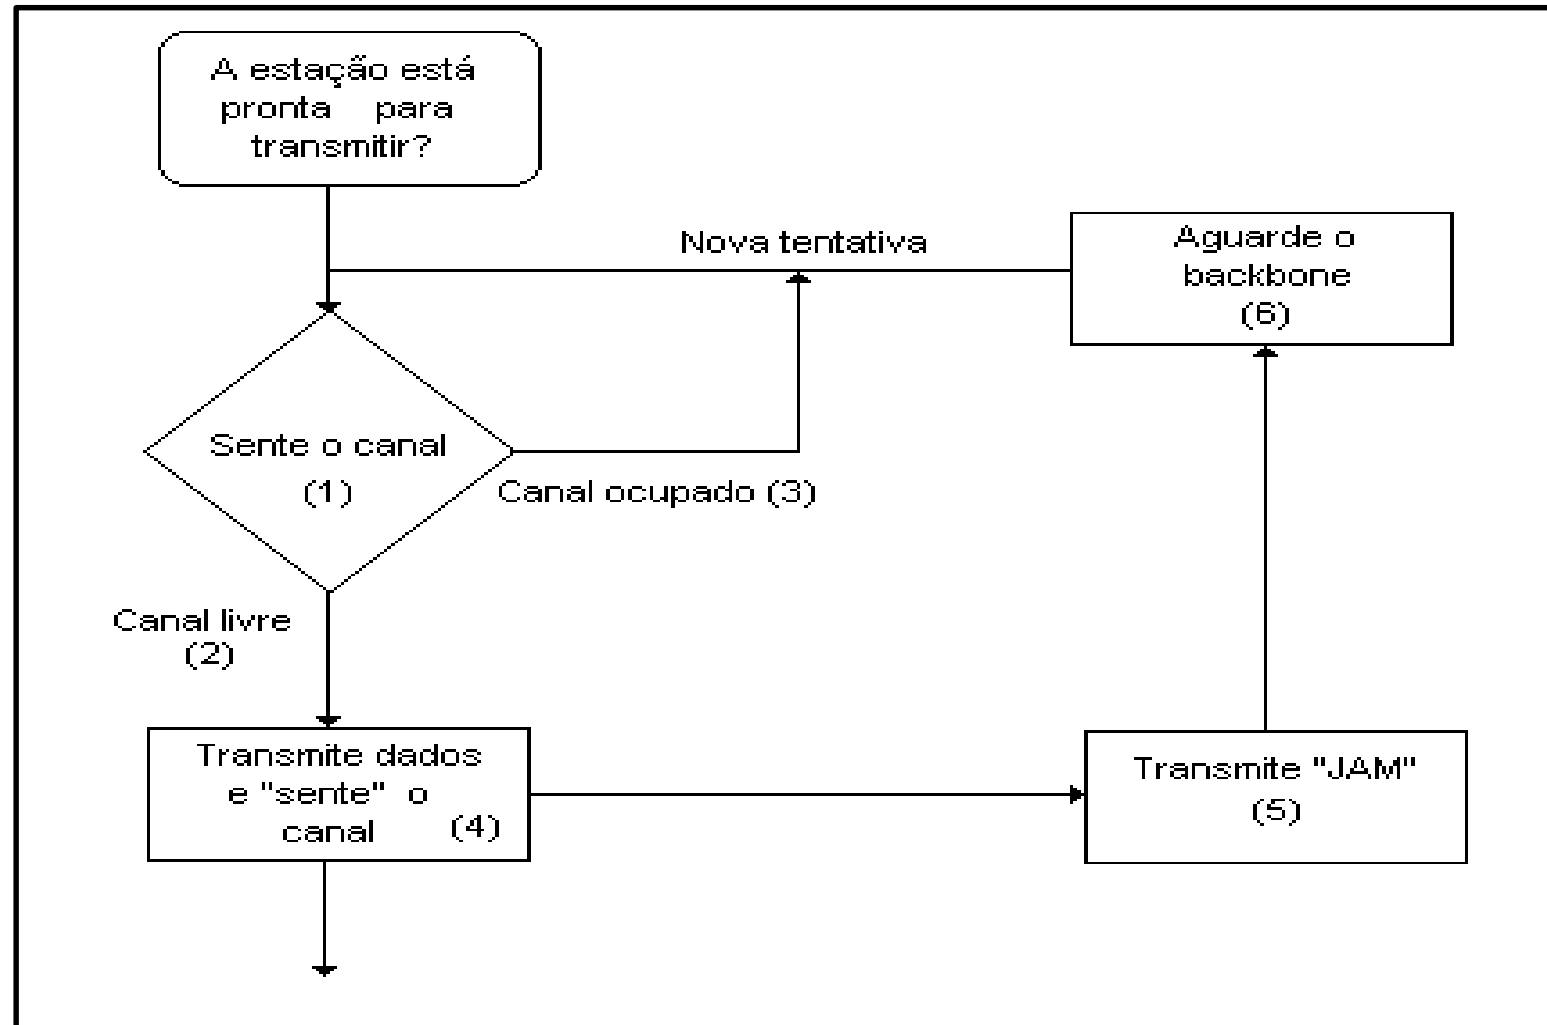 A estação está
pronta para
transmitir?
Nova tentativa
Aguarde o
backbone
(6)
Sente o canal
(1)
Canal ocupado (3)
Canal livre
(2)
Transmite dados
e "sente" o
canal (4)
Transmite "JAM"
(5)